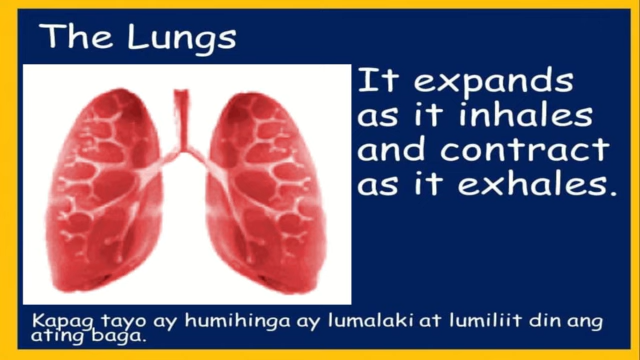 The Lungs
It expands
as it inhales
and contract
as it exhales.
Kapag tayo ay humihinga ay lumalaki at lumiliit din ang
ating baga.